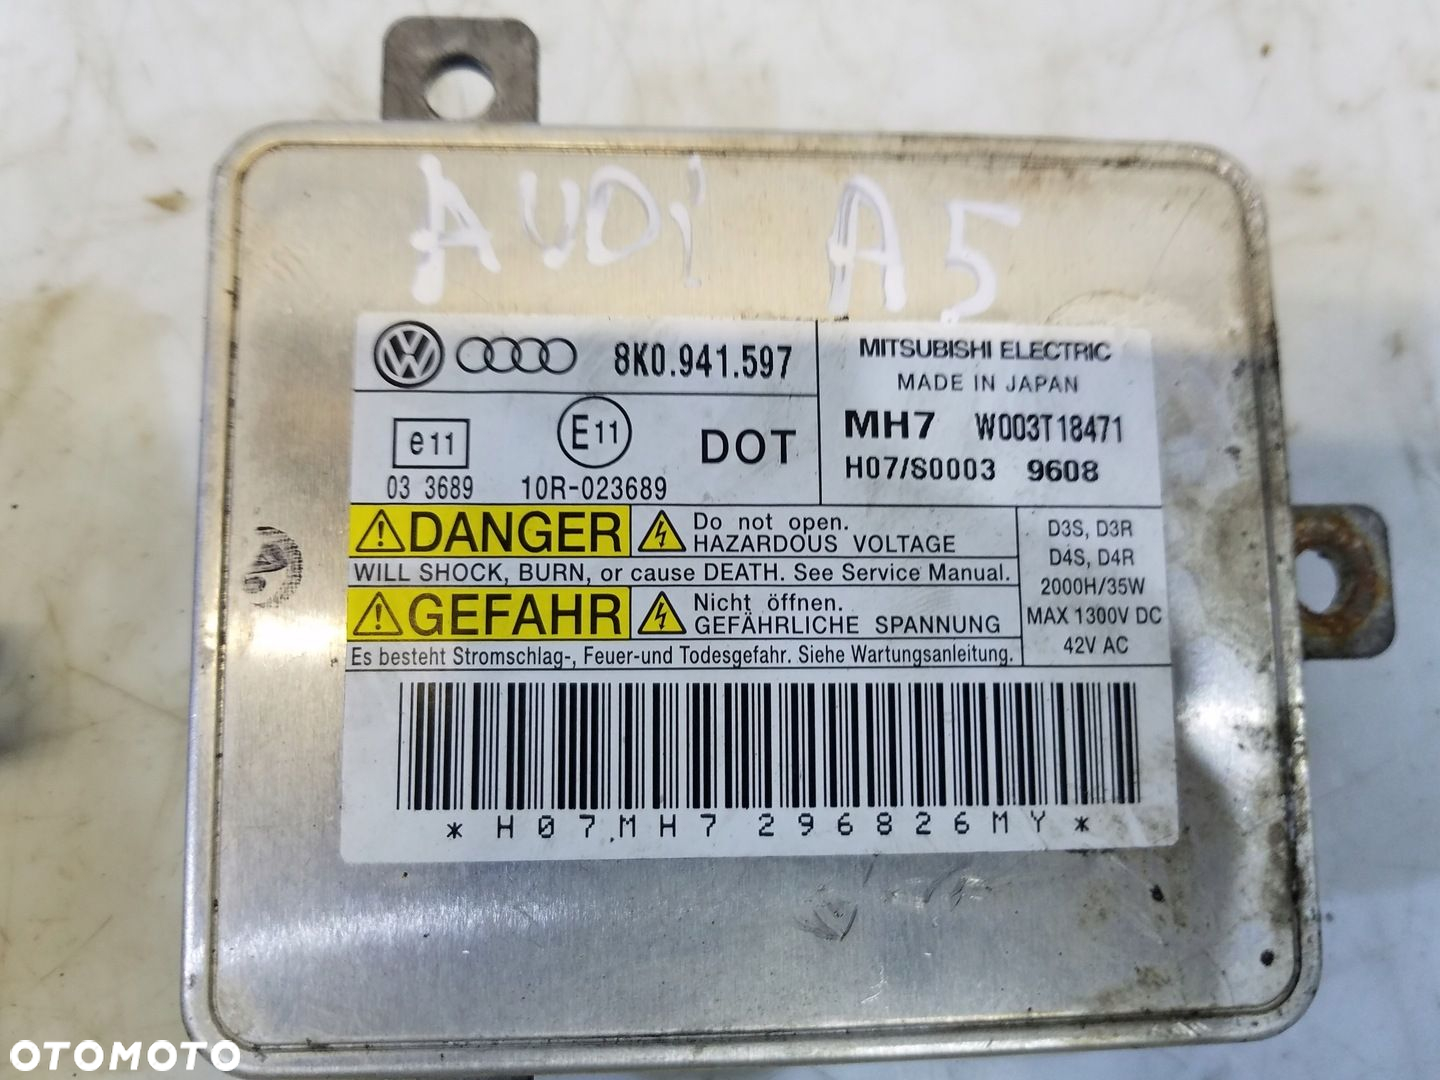 AUDi A5
8K0.941.597
MITSUBISHI ELECTRIC
MADE IN JAPAN
e11
E11
DOT
MH7 W003T18471
03 3689 10R-023689
H07/S0003 9608
DANGER
Do not open.
HAZARDOUS VOLTAGE
WILL SHOCK, BURN, or cause DEATH. See Service Manual.
GEFAHR
Nicht öffnen.
GEFÄHRLICHE SPANNUNG
Es besteht Stromschlag-, Feuer-und Todesgefahr. Siehe Wartungsanleitung.
D3S, D3R
D4S, D4R
2000H/35W
MAX 1300V DC
42V AC
*H07MH7296826MY*
OTOMOTO